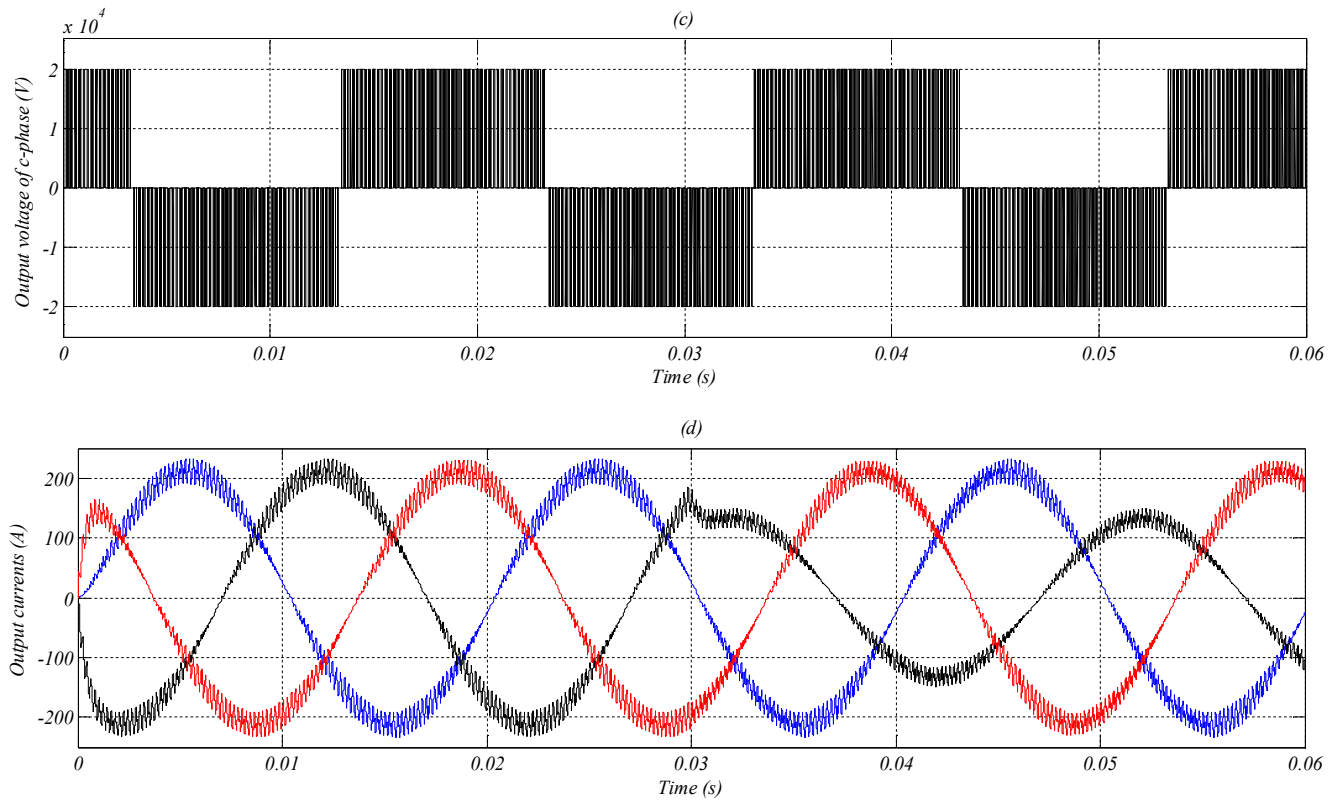 (c)
x 10⁴
Output voltage of c-phase (V)
2
1
0
-1
-2
0 0.01 0.02 0.03 0.04 0.05 0.06
Time (s)
(d)
Output currents (A)
200
100
0
-100
-200
0 0.01 0.02 0.03 0.04 0.05 0.06
Time (s)